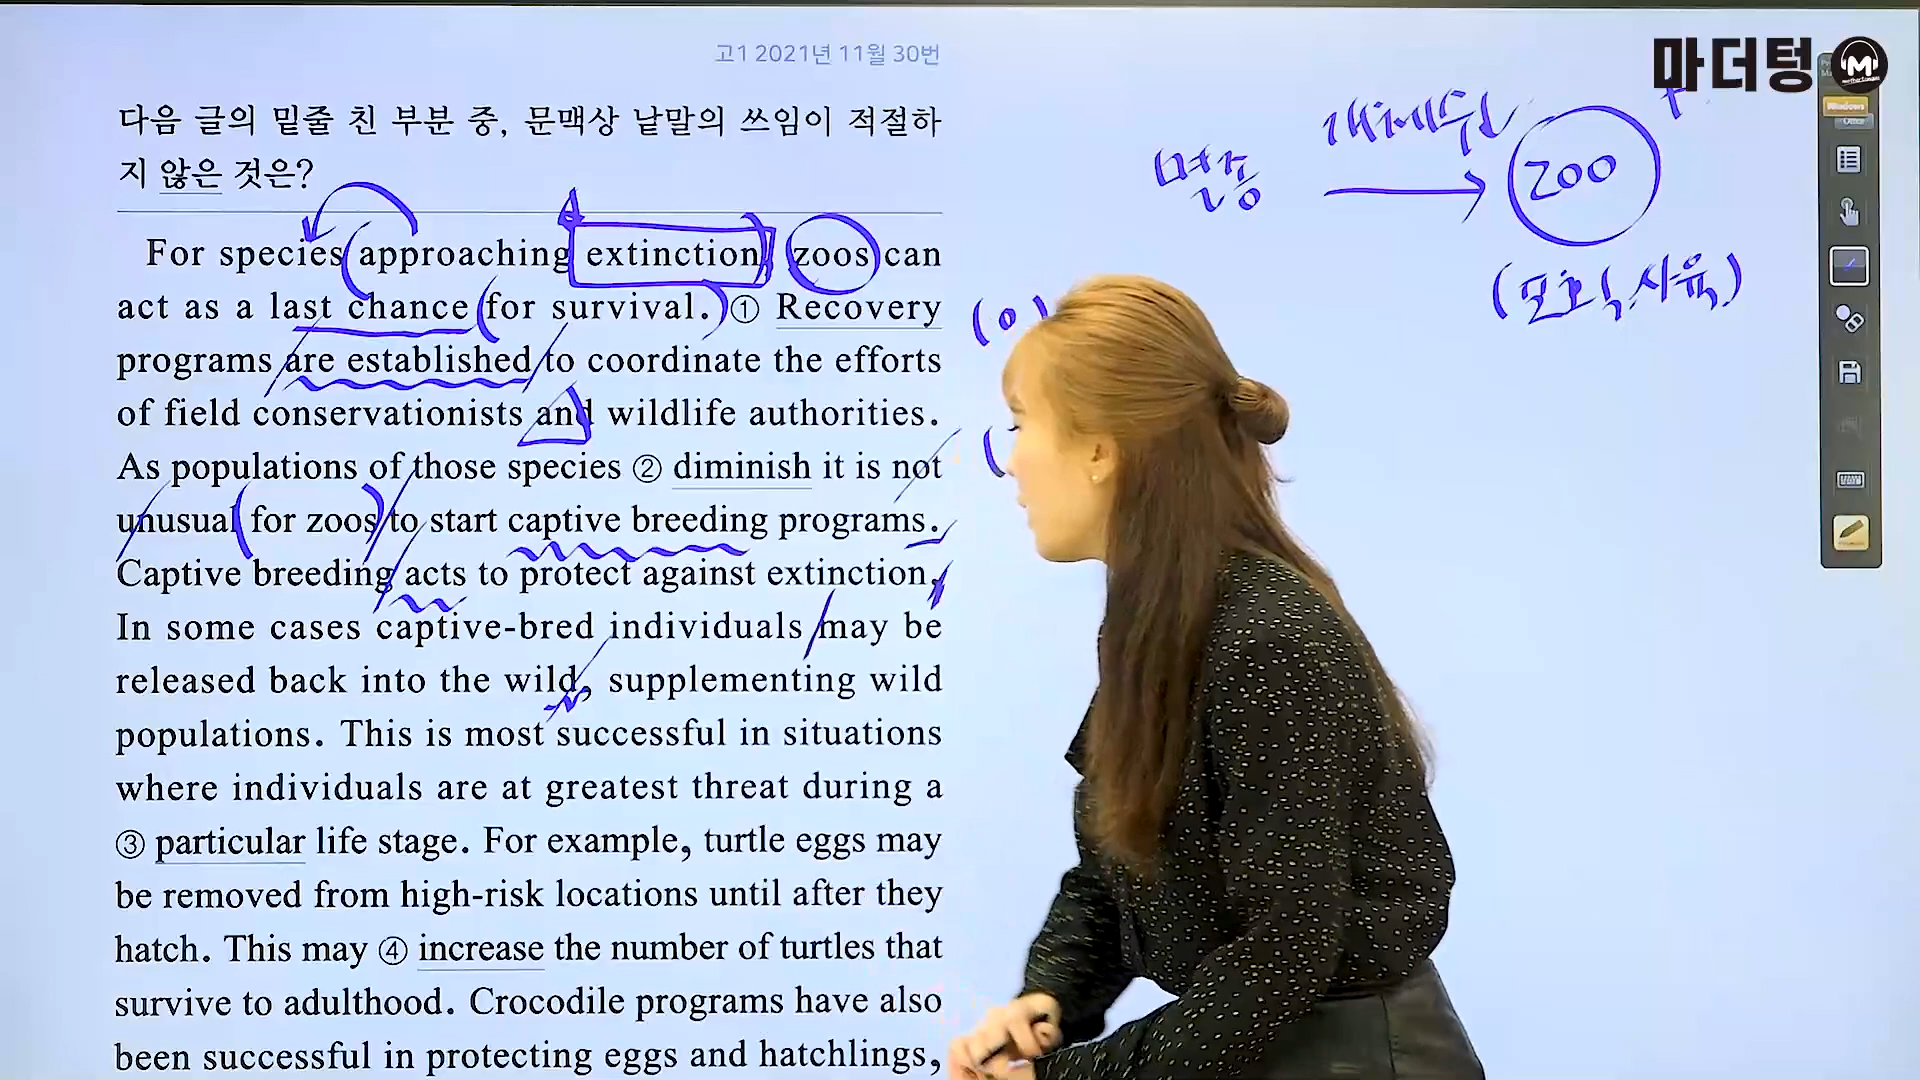 고1 2021년 11월 30번
마더텅
다음 글의 밑줄 친 부분 중, 문맥상 낱말의 쓰임이 적절하
지 않은 것은?
For species approaching extinction, zoos can
act as a last chance for survival. ① Recovery
programs are established to coordinate the efforts
of field conservationists and wildlife authorities.
As populations of those species ② diminish it is not
unusual for zoos to start captive breeding programs.
Captive breeding acts to protect against extinction.
In some cases captive-bred individuals may be
released back into the wild, supplementing wild
populations. This is most successful in situations
where individuals are at greatest threat during a
③ particular life stage. For example, turtle eggs may
be removed from high-risk locations until after they
hatch. This may ④ increase the number of turtles that
survive to adulthood. Crocodile programs have also
been successful in protecting eggs and hatchlings,
개체수
멸종
ZOO
(보호, 사육)
(o)
Windows